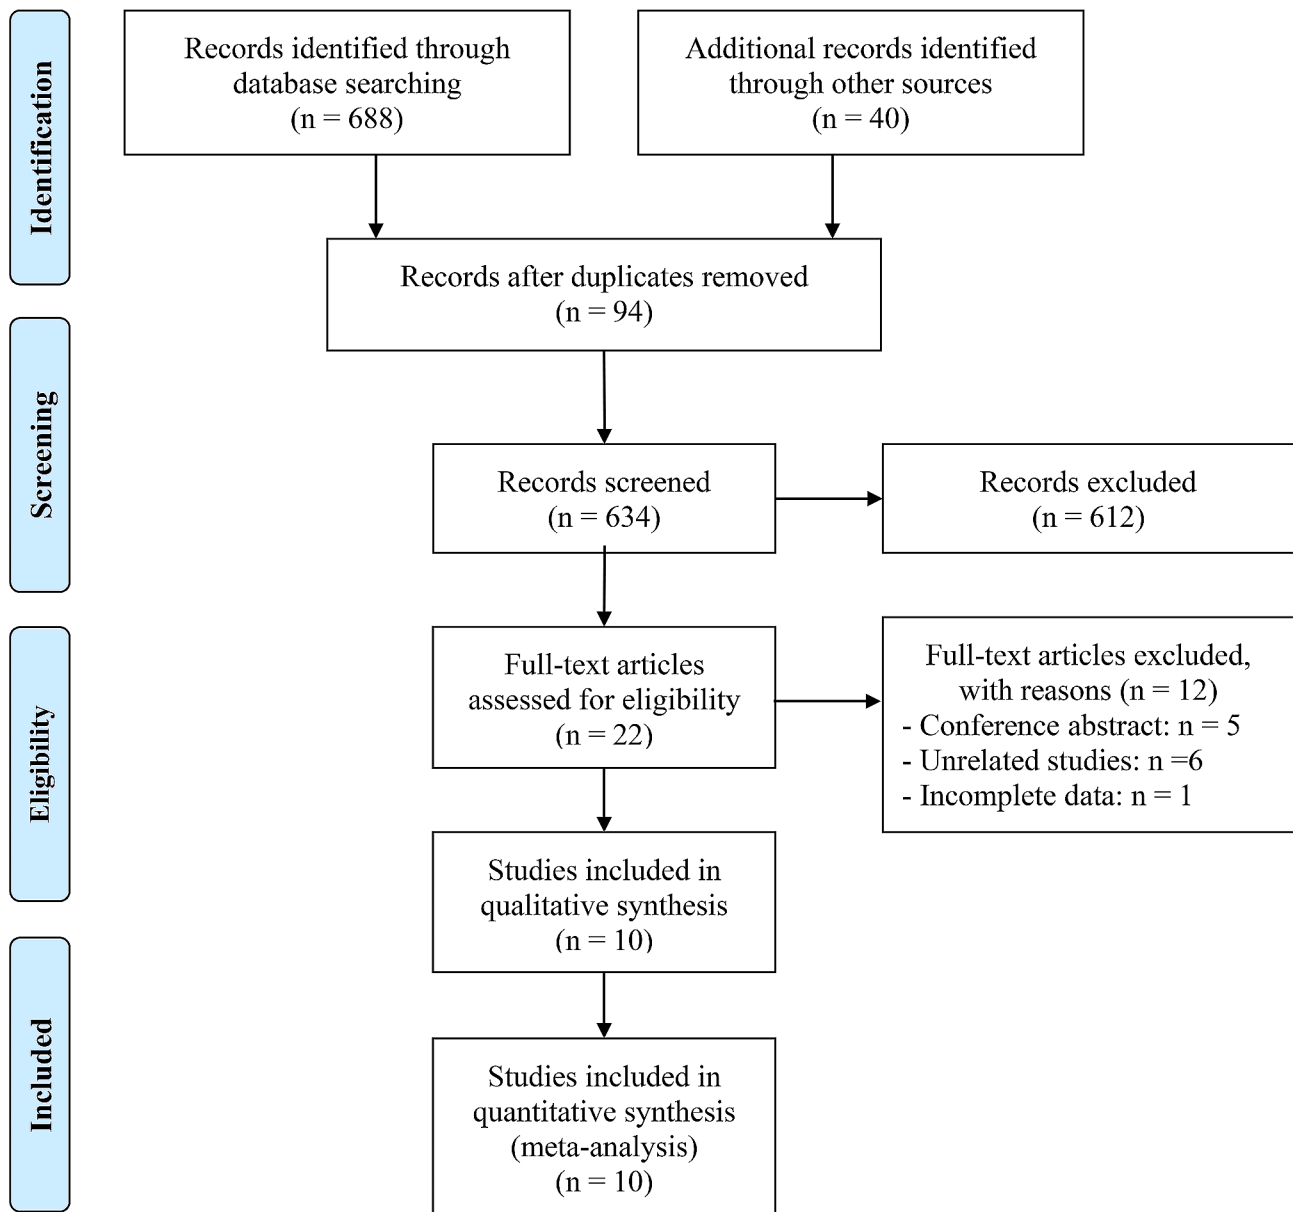 Identification
Records identified through
database searching
(n = 688)
Additional records identified
through other sources
(n = 40)
Records after duplicates removed
(n = 94)
Screening
Records screened
(n = 634)
Records excluded
(n = 612)
Eligibility
Full-text articles
assessed for eligibility
(n = 22)
Full-text articles excluded,
with reasons (n = 12)
- Conference abstract: n = 5
- Unrelated studies: n =6
- Incomplete data: n = 1
Studies included in
qualitative synthesis
(n = 10)
Included
Studies included in
quantitative synthesis
(meta-analysis)
(n = 10)